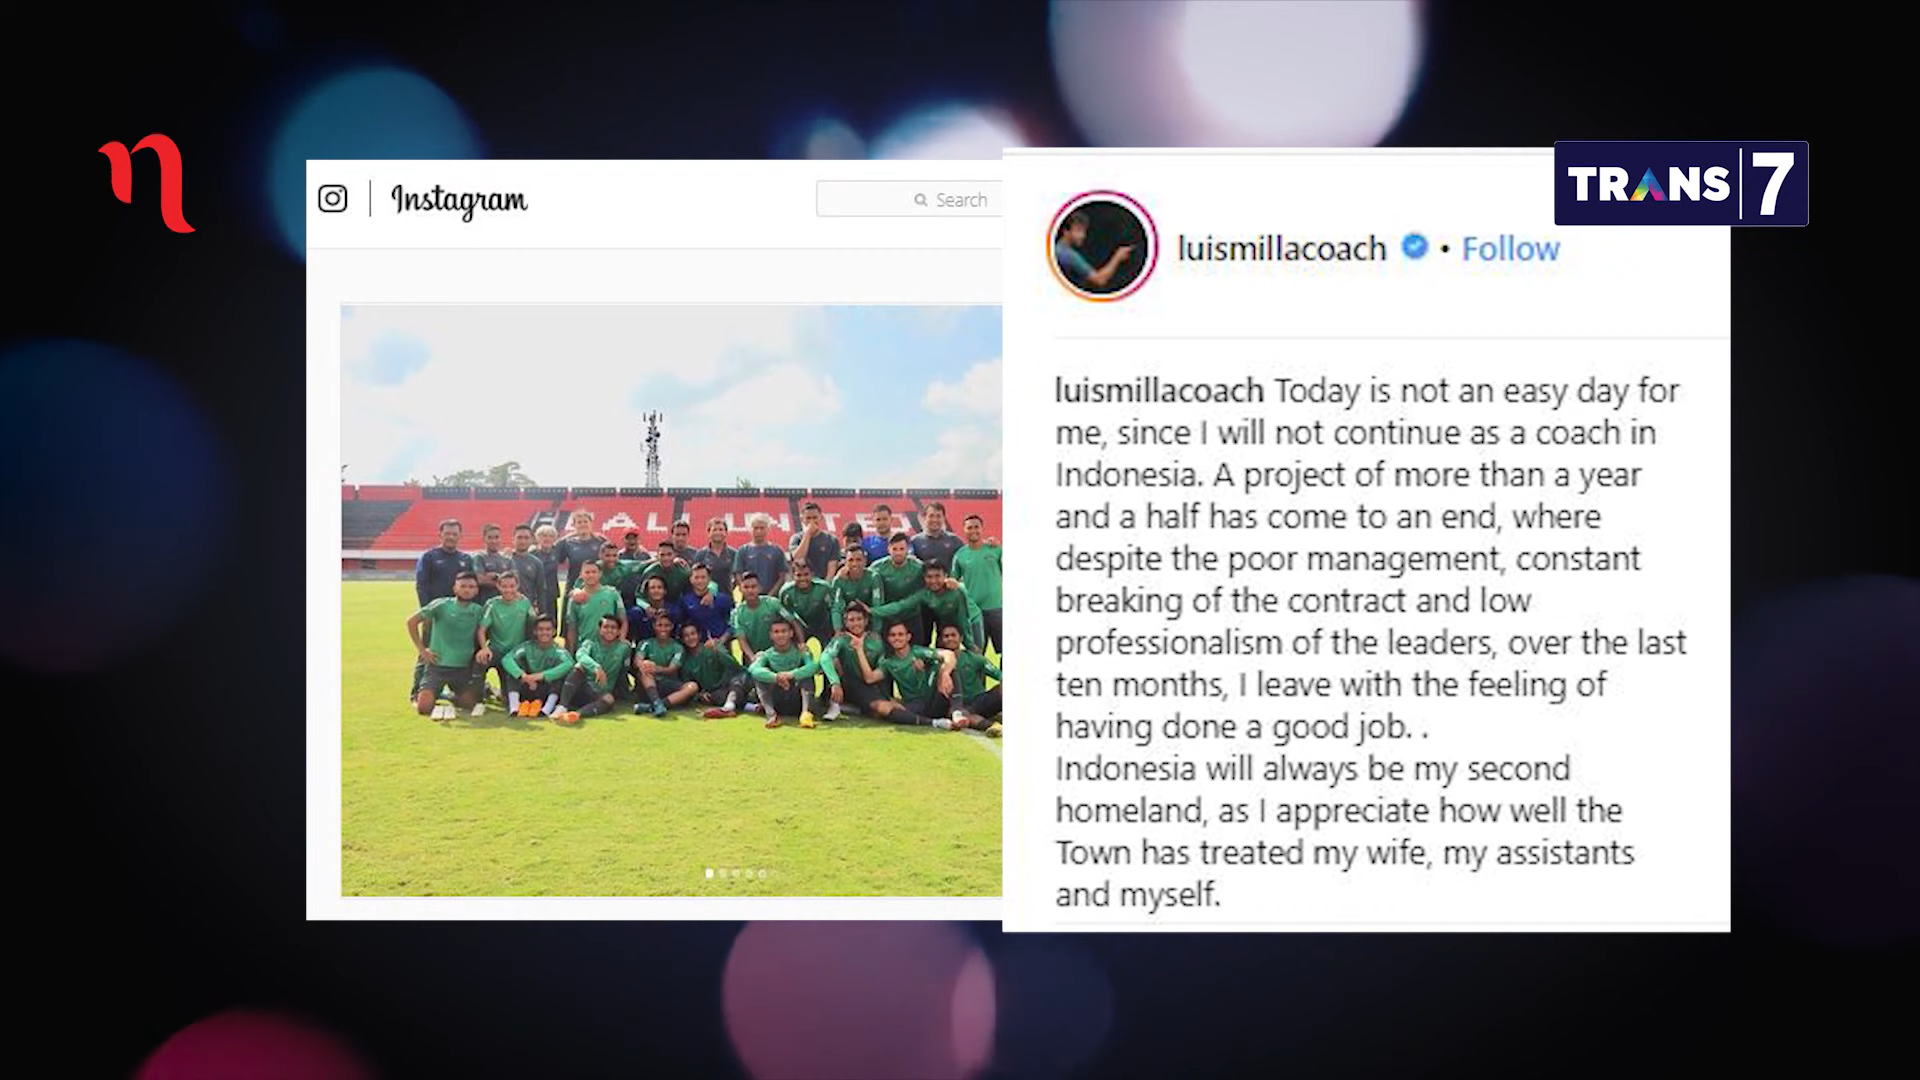 n
TRANS 7
Instagram
Search
BALI UNITED
luismillacoach • Follow
luismillacoach Today is not an easy day for
me, since I will not continue as a coach in
Indonesia. A project of more than a year
and a half has come to an end, where
despite the poor management, constant
breaking of the contract and low
professionalism of the leaders, over the last
ten months, I leave with the feeling of
having done a good job. .
Indonesia will always be my second
homeland, as I appreciate how well the
Town has treated my wife, my assistants
and myself.